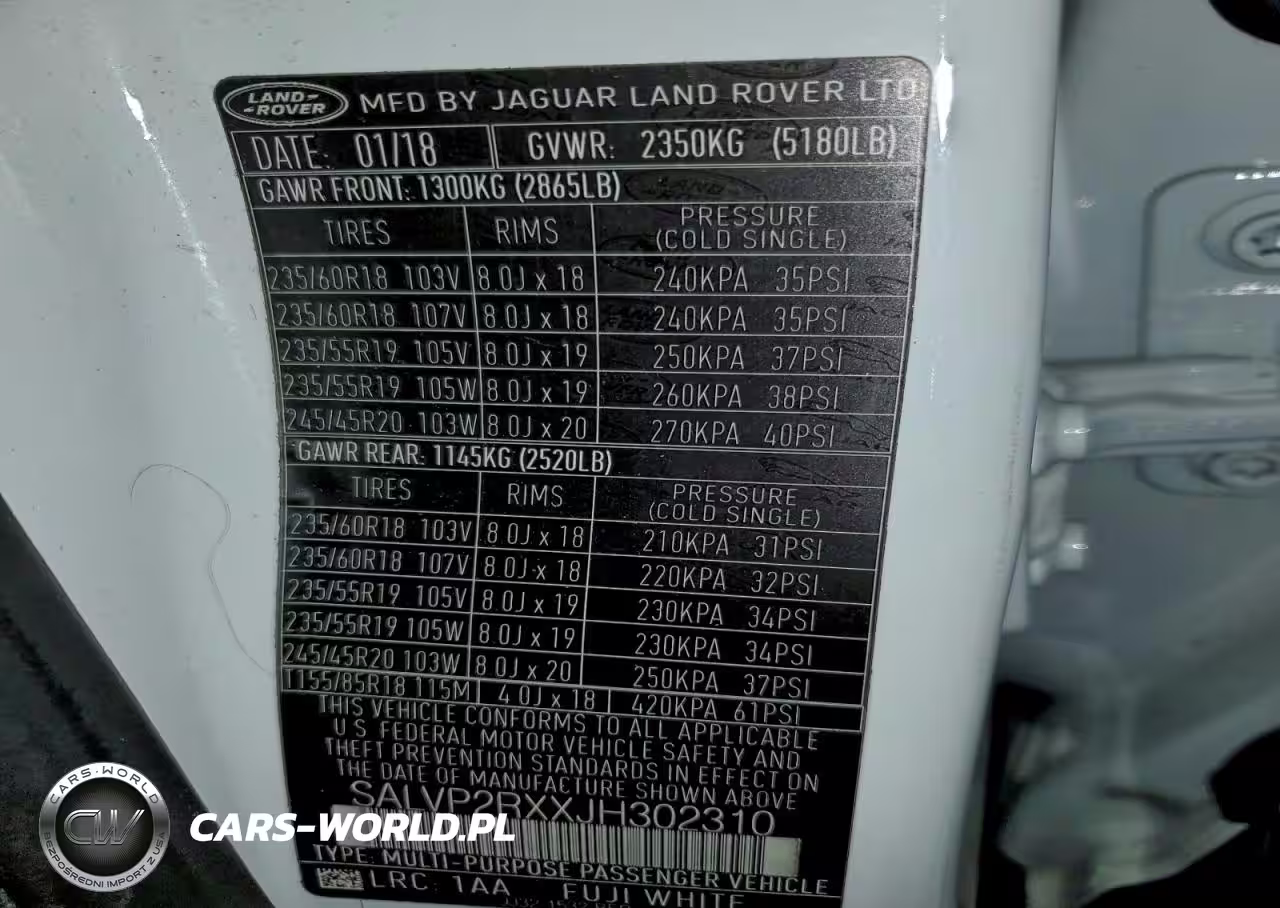 LAND-
-ROVER
MFD BY JAGUAR LAND ROVER LTD
DATE: 01/18 GVWR: 2350KG (5180LB)
GAWR FRONT: 1300KG (2865LB)
TIRES RIMS PRESSURE
(COLD SINGLE)
235/60R18 103V 8.0J x 18 240KPA 35PSI
235/60R18 107V 8.0J x 18 240KPA 35PSI
235/55R19 105V 8.0J x 19 250KPA 37PSI
235/55R19 105W 8.0J x 19 260KPA 38PSI
245/45R20 103W 8.0J x 20 270KPA 40PSI
GAWR REAR: 1145KG (2520LB)
TIRES RIMS PRESSURE
(COLD SINGLE)
235/60R18 103V 8.0J x 18 210KPA 31PSI
235/60R18 107V 8.0J x 18 220KPA 32PSI
235/55R19 105V 8.0J x 19 230KPA 34PSI
235/55R19 105W 8.0J x 19 230KPA 34PSI
245/45R20 103W 8.0J x 20 250KPA 37PSI
T155/85R18 115M 4.0J x 18 420KPA 61PSI
THIS VEHICLE CONFORMS TO ALL APPLICABLE
U S FEDERAL MOTOR VEHICLE SAFETY AND
THEFT PREVENTION STANDARDS IN EFFECT ON
THE DATE OF MANUFACTURE SHOWN ABOVE
SALVP2RXXJH302310
TYPE: MULTI-PURPOSE PASSENGER VEHICLE
LRC: 1AA FUJI WHITE
CARS-WORLD
CW
BEZPOŚREDNI IMPORT Z USA
CARS-WORLD.PL